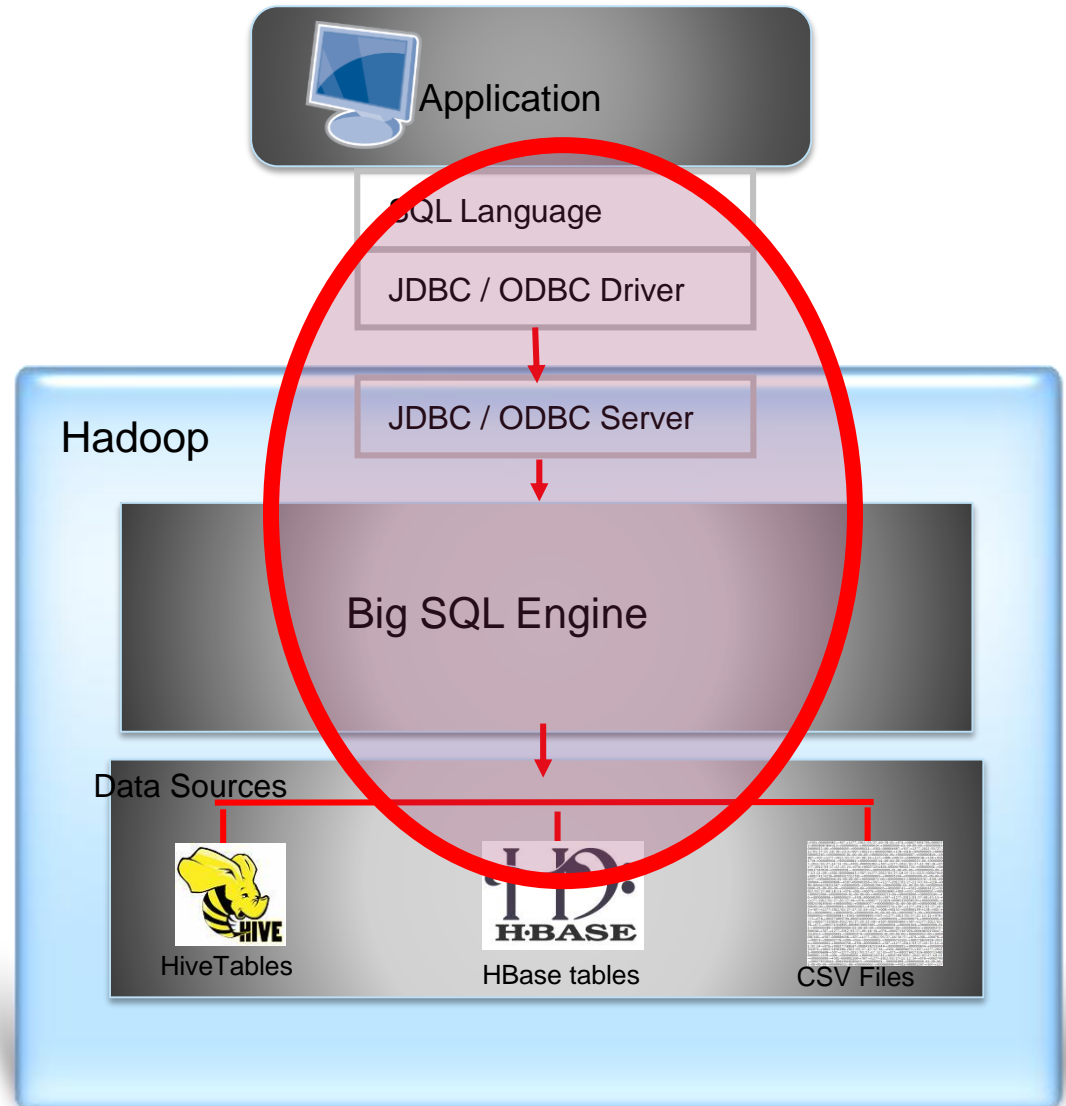 Application
SQL Language
JDBC / ODBC Driver
JDBC / ODBC Server
Hadoop
Big SQL Engine
Data Sources
HIVE
H·BASE
HiveTables
HBase tables
CSV Files